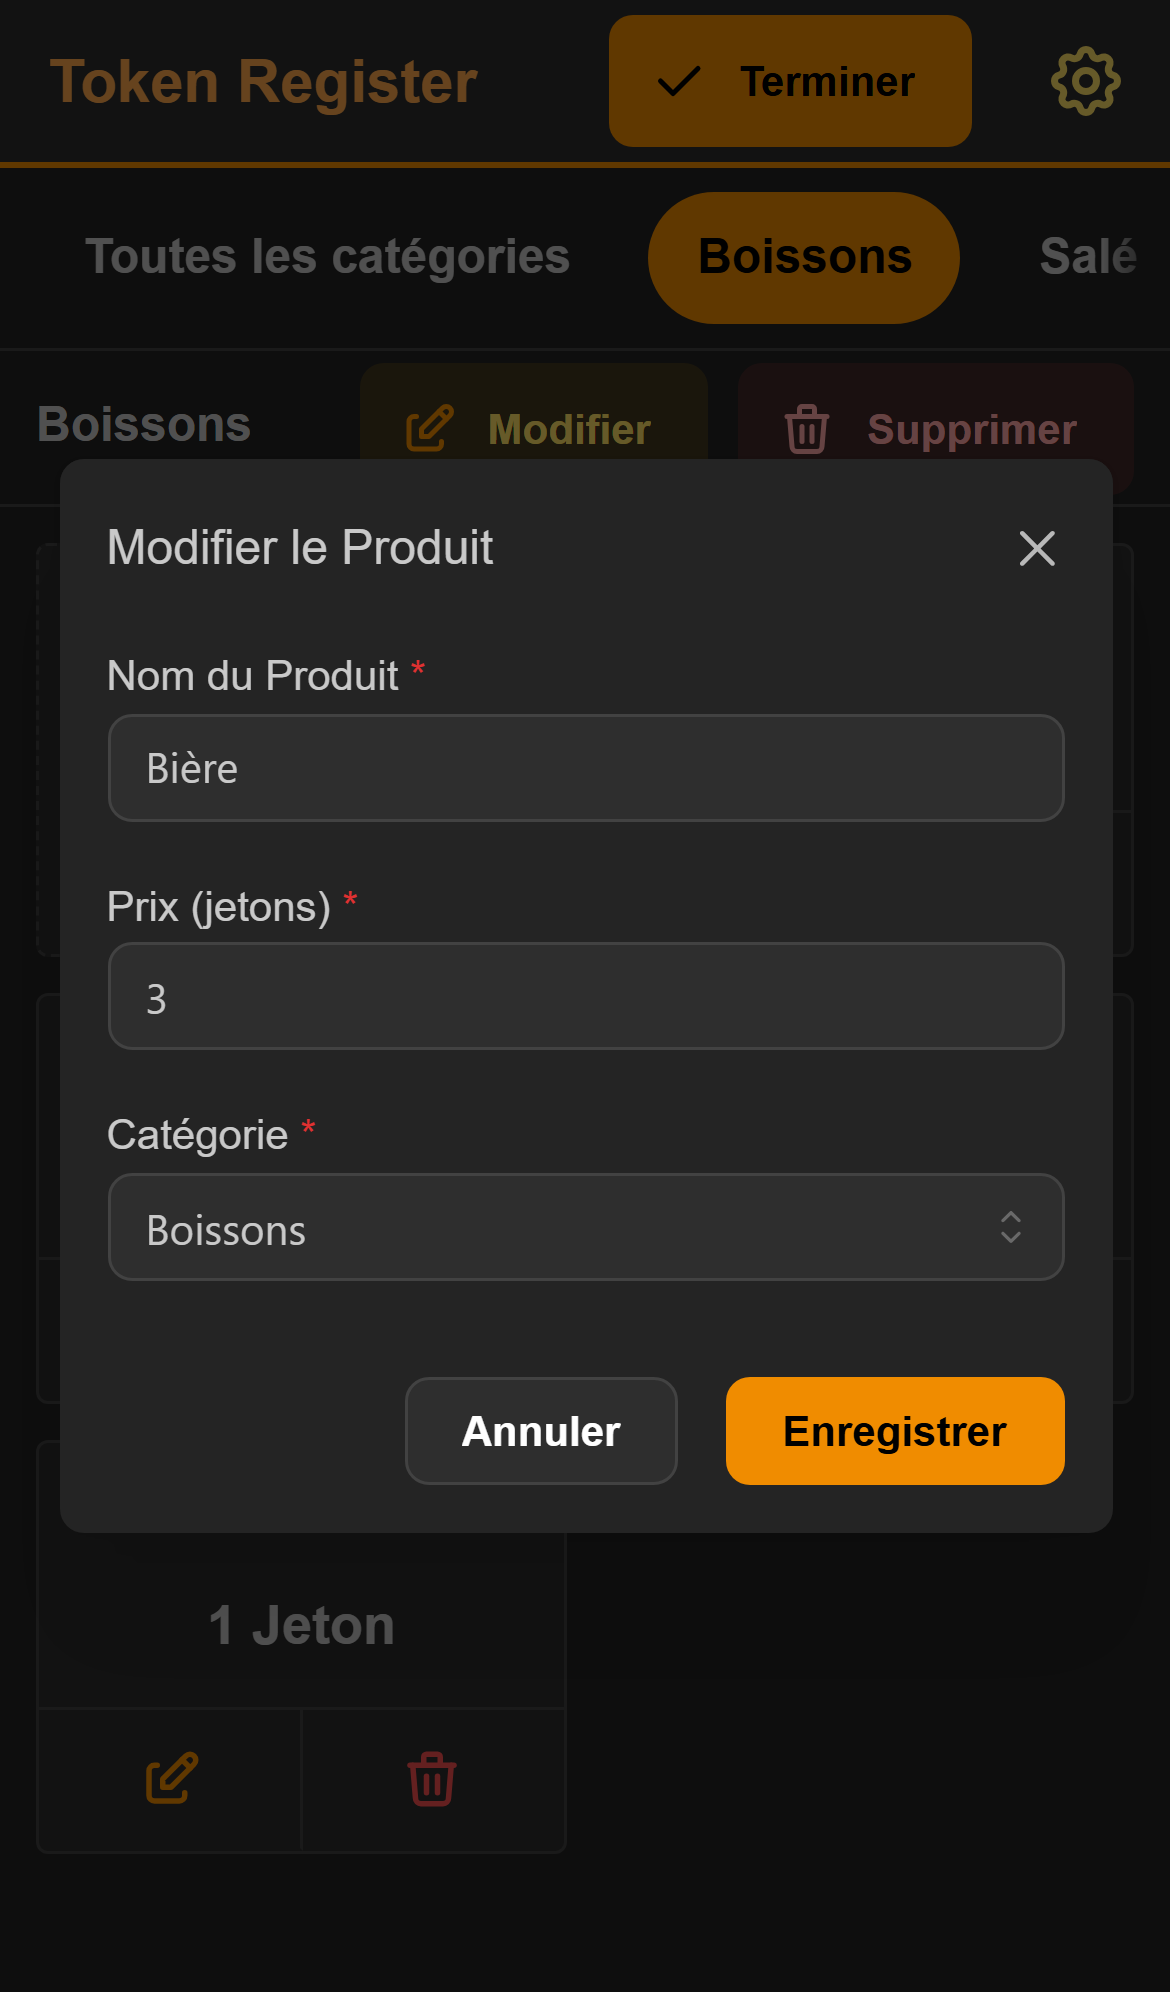 Token Register
Terminer
Toutes les catégories
Boissons
Salé
Boissons
Modifier
Supprimer
Modifier le Produit
Nom du Produit *
Bière
Prix (jetons) *
3
Catégorie *
Boissons
Annuler
Enregistrer
1 Jeton